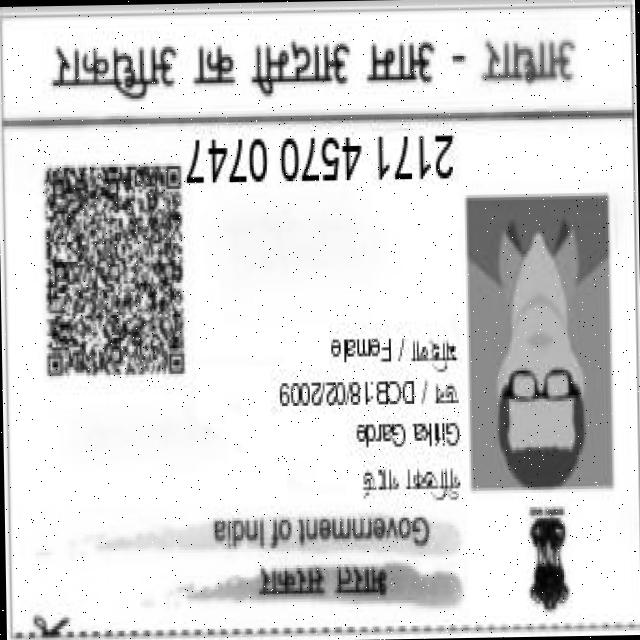 भारत सरकार
Government of India
गीतिका गार्डे
Gitika Garde
जन्म / DOB:18/02/2009
महिला / Female
2171 4570 0747
आधार - आम आदमी का अधिकार